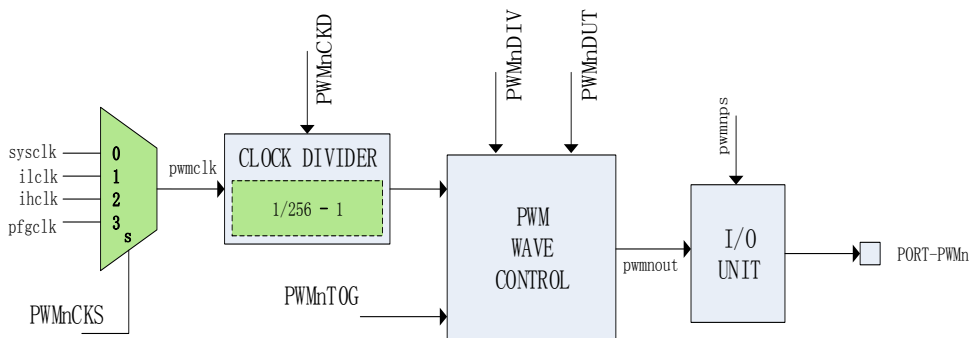 PWMnCKD
PWMnDIV
PWMnDUT
pwmnps
sysclk
ilclk
ihclk
pfgclk
0
1
2
3
s
pwmclk
CLOCK DIVIDER
1/256 - 1
PWM
WAVE
CONTROL
pwmnout
I/O
UNIT
PORT-PWMn
PWMnTOG
PWMnCKS